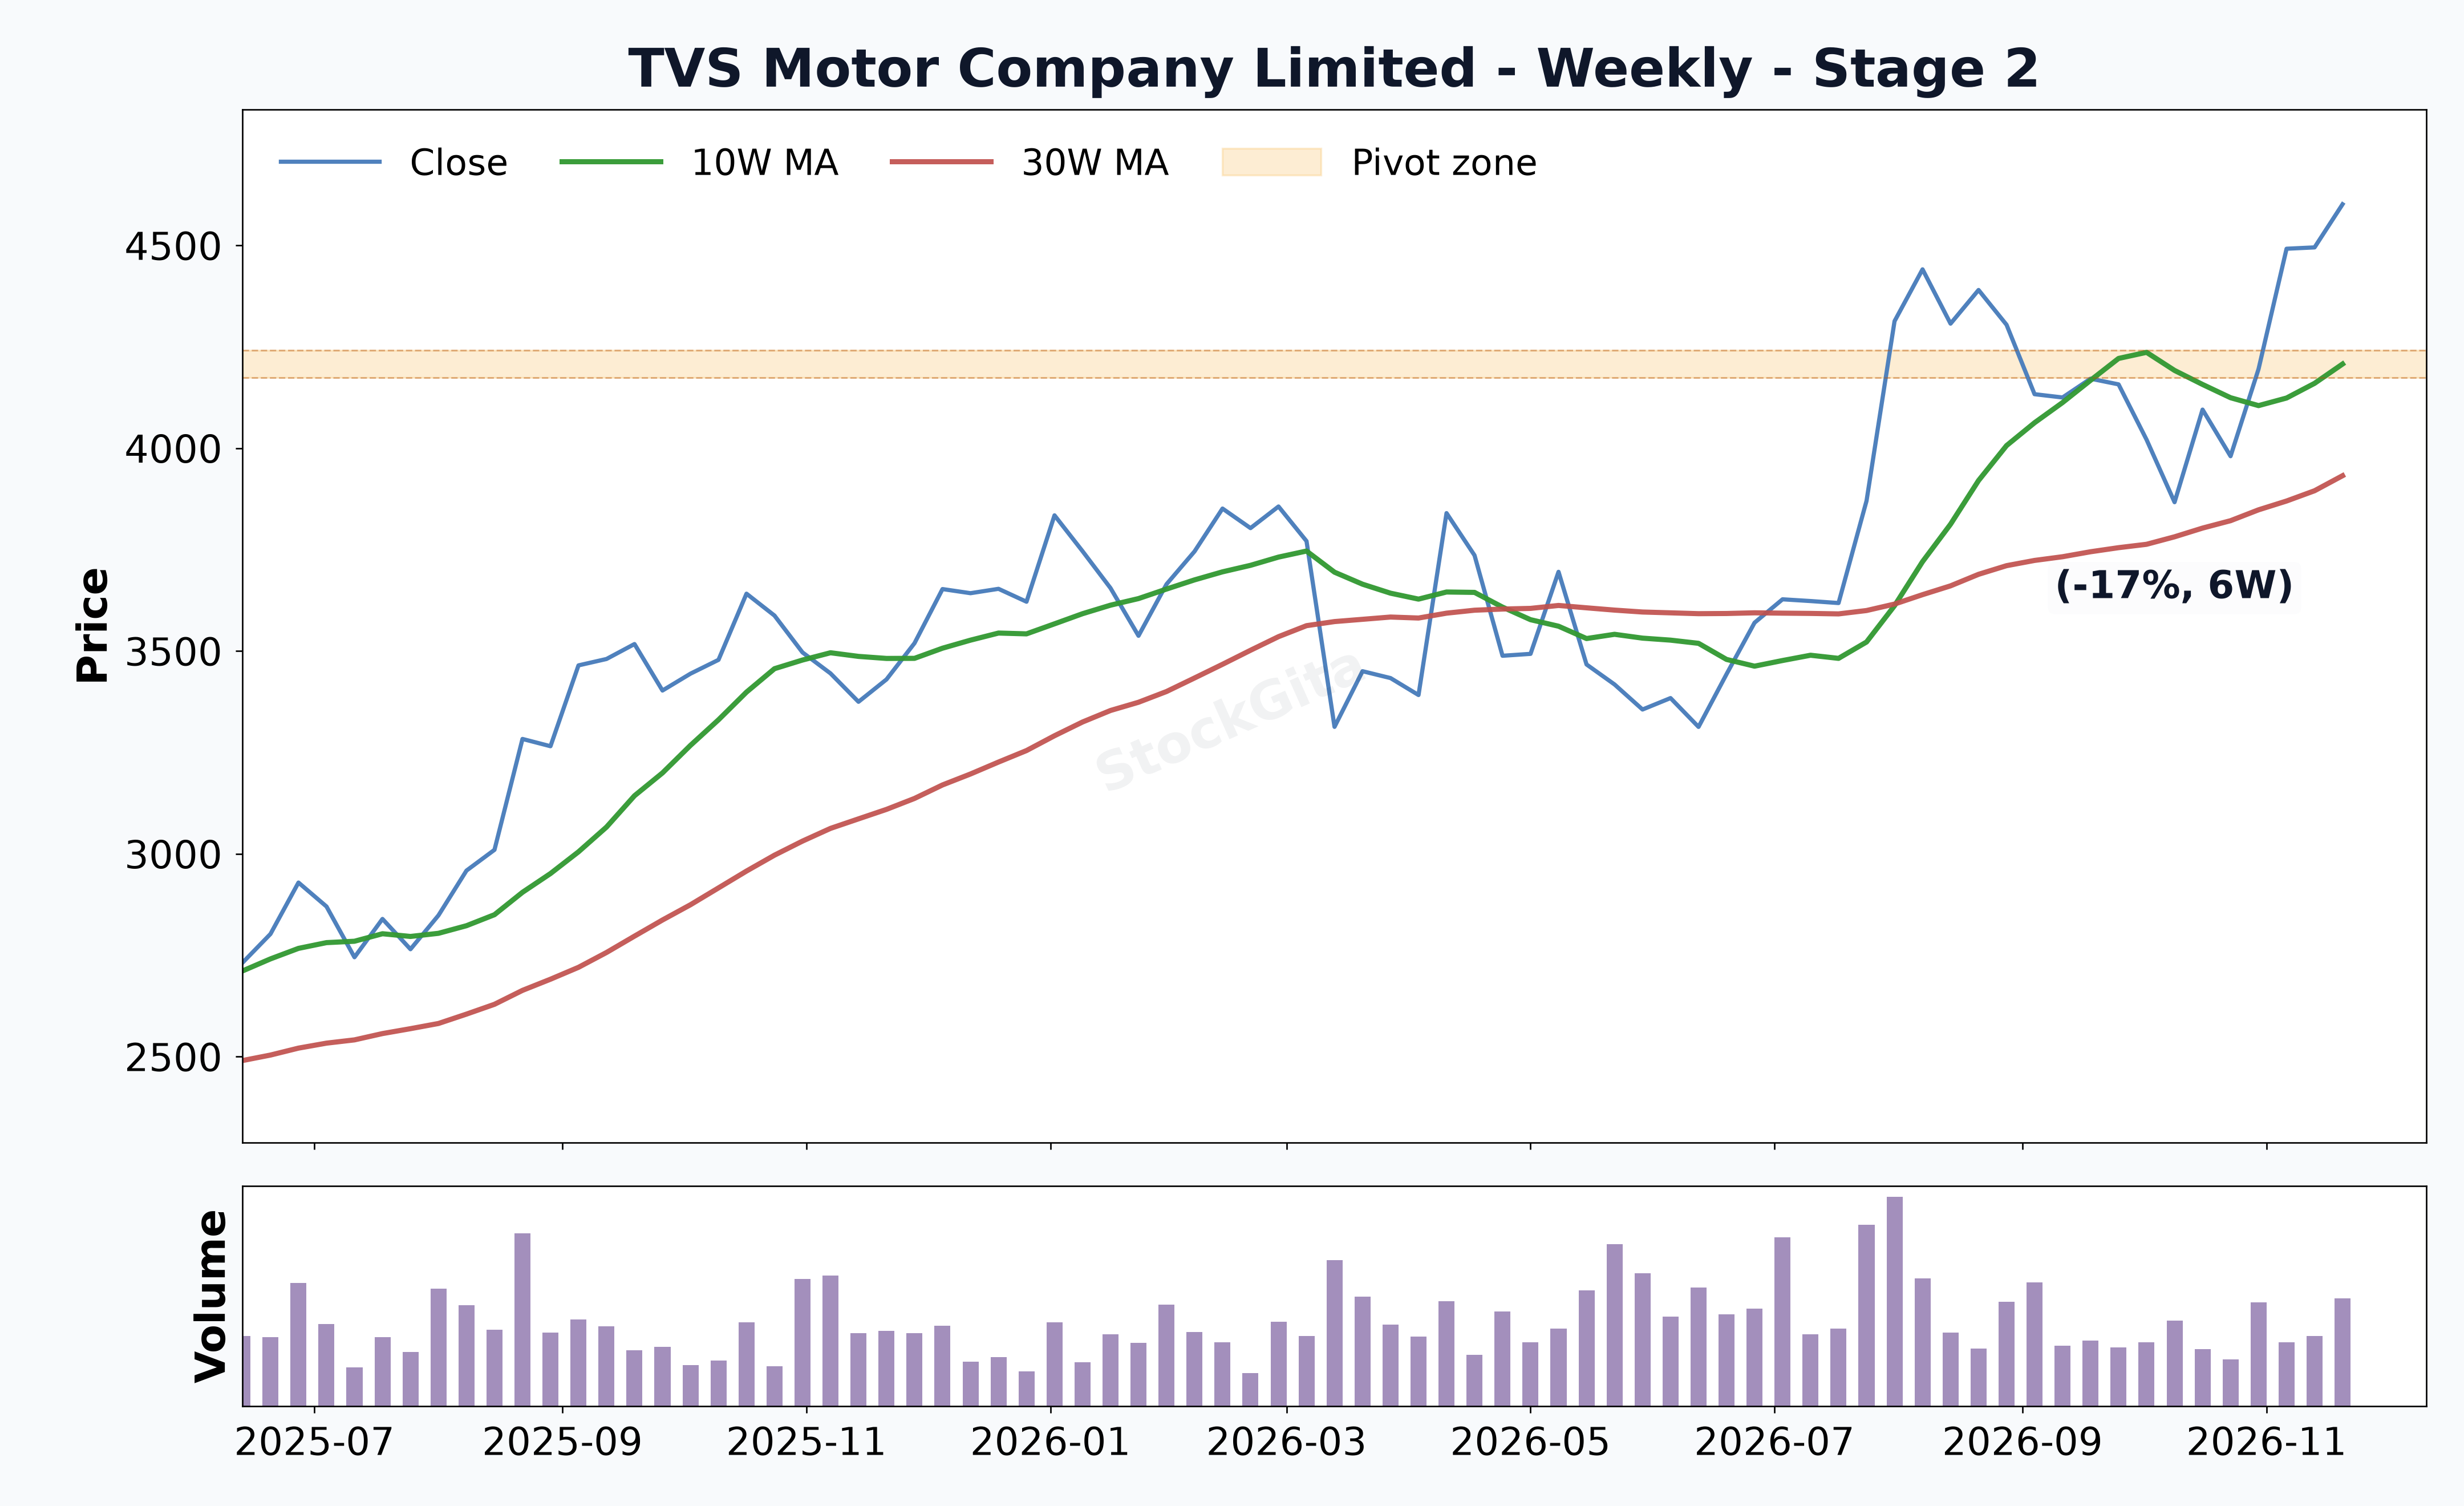 TVS Motor Company Limited - Weekly - Stage 2
Close 10W MA 30W MA Pivot zone
4500
4000
3500
3000
2500
Price
(-17%, 6W)
StockGita
Volume
2025-07 2025-09 2025-11 2026-01 2026-03 2026-05 2026-07 2026-09 2026-11